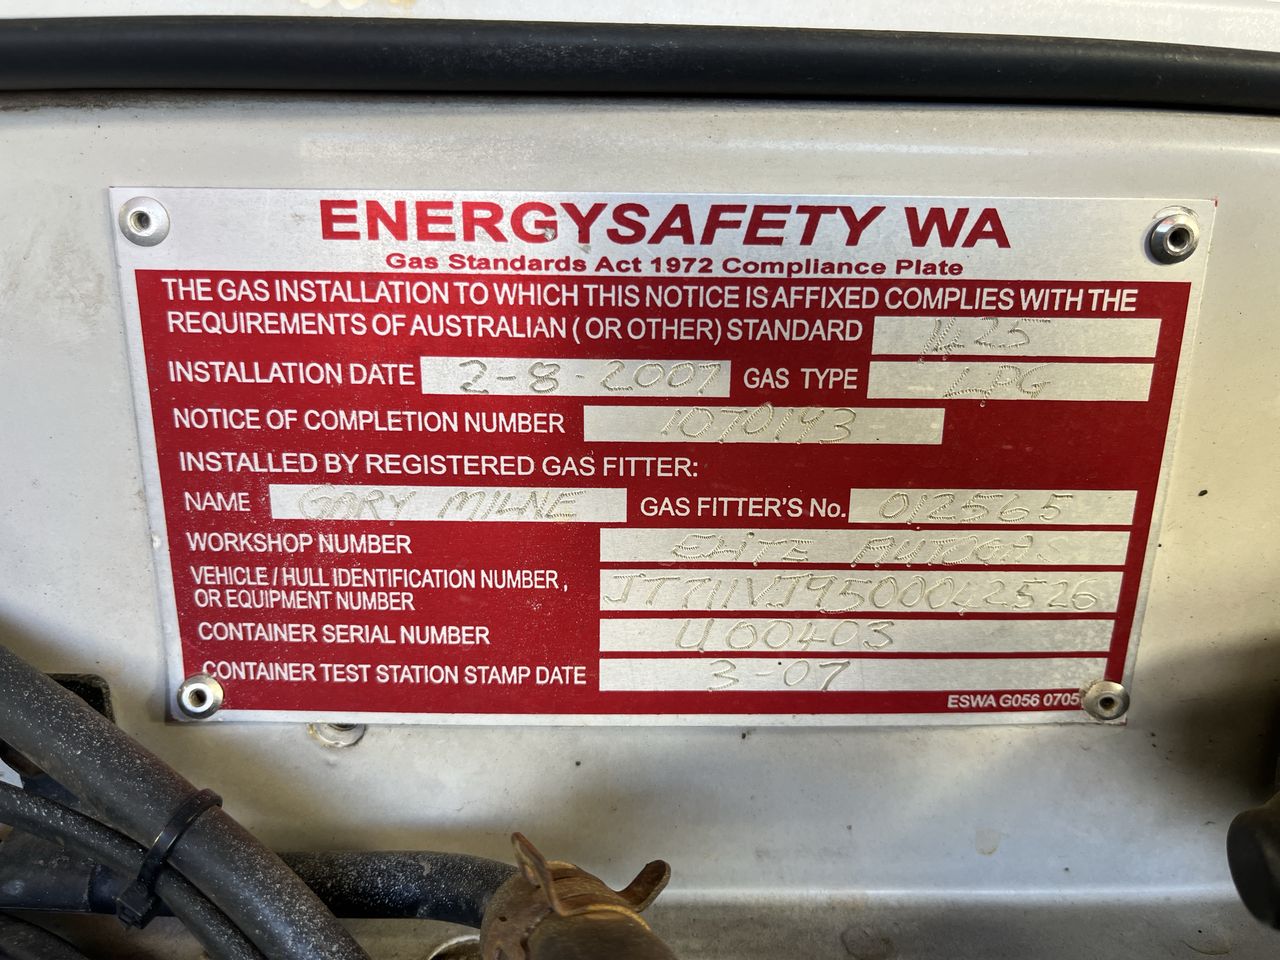 ENERGYSAFETY WA
Gas Standards Act 1972 Compliance Plate
THE GAS INSTALLATION TO WHICH THIS NOTICE IS AFFIXED COMPLIES WITH THE
REQUIREMENTS OF AUSTRALIAN ( OR OTHER ) STANDARD 1425
INSTALLATION DATE 2-8-2007 GAS TYPE LPG
NOTICE OF COMPLETION NUMBER 1070143
INSTALLED BY REGISTERED GAS FITTER:
NAME GARY MILNE GAS FITTER'S No. 012565
WORKSHOP NUMBER ELITE AUTOGAS
VEHICLE / HULL IDENTIFICATION NUMBER ,
OR EQUIPMENT NUMBER
CONTAINER SERIAL NUMBER U00403
CONTAINER TEST STATION STAMP DATE 3-07
ESWA G056 0705